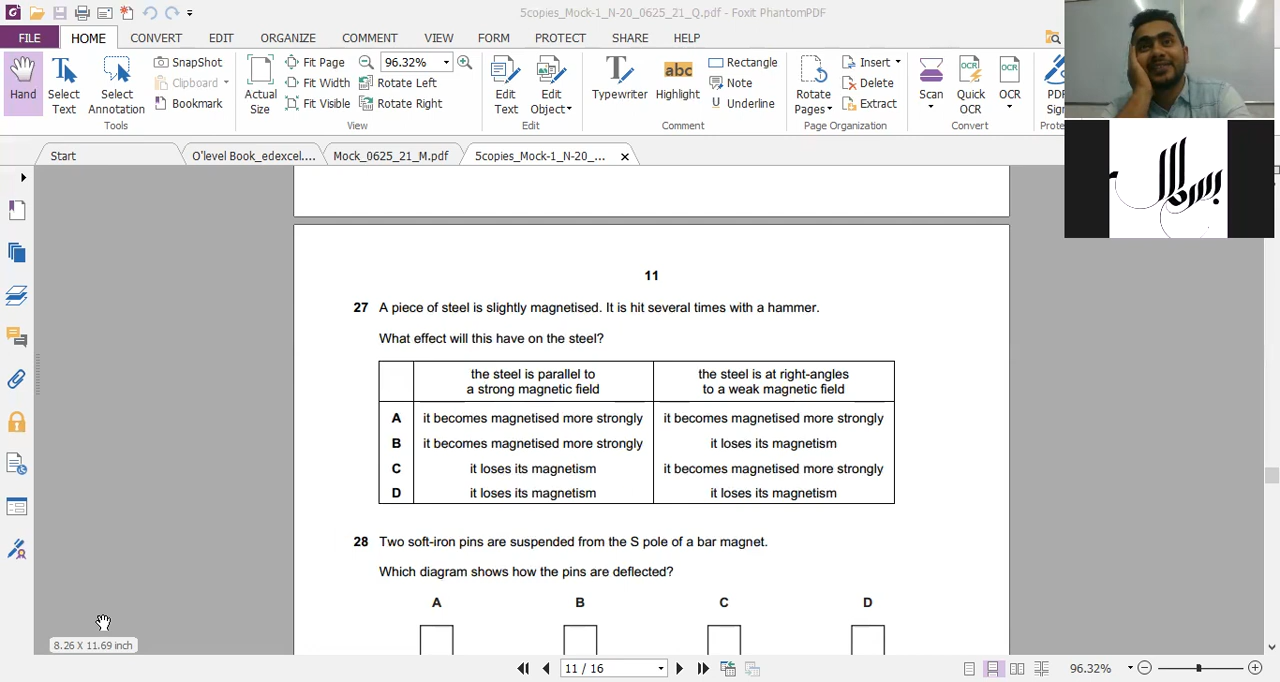 5copies_Mock-1_N-20_0625_21_Q.pdf - Foxit PhantomPDF
FILE HOME CONVERT EDIT ORGANIZE COMMENT VIEW FORM PROTECT SHARE HELP
Hand
Select Text
Select Annotation
SnapShot
Clipboard
Bookmark
Tools
Actual Size
Fit Page
Fit Width
Fit Visible
96.32%
Rotate Left
Rotate Right
View
Edit Text
Edit Object
Edit
Typewriter
abc
Highlight
Rectangle
Note
Underline
Comment
Rotate Pages
Insert
Delete
Extract
Page Organization
Scan
OCR
Quick OCR
OCR
OCR
Convert
PDF Sign
Prote
Start
O'level Book_edexcel....
Mock_0625_21_M.pdf
5copies_Mock-1_N-20_...
11
27 A piece of steel is slightly magnetised. It is hit several times with a hammer.
What effect will this have on the steel?
the steel is parallel to a strong magnetic field
the steel is at right-angles to a weak magnetic field
A it becomes magnetised more strongly it becomes magnetised more strongly
B it becomes magnetised more strongly it loses its magnetism
C it loses its magnetism it becomes magnetised more strongly
D it loses its magnetism it loses its magnetism
28 Two soft-iron pins are suspended from the S pole of a bar magnet.
Which diagram shows how the pins are deflected?
A B C D
8.26 X 11.69 inch
11 / 16
96.32%